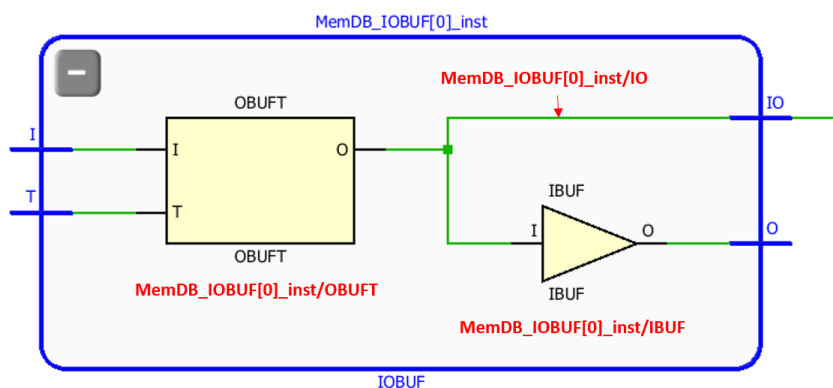 MemDB_IOBUF[0]_inst
MemDB_IOBUF[0]_inst/IO
OBUFT
IO
I
I
O
T
T
IBUF
I
O
O
OBUFT
MemDB_IOBUF[0]_inst/OBUFT
IBUF
MemDB_IOBUF[0]_inst/IBUF
IOBUF